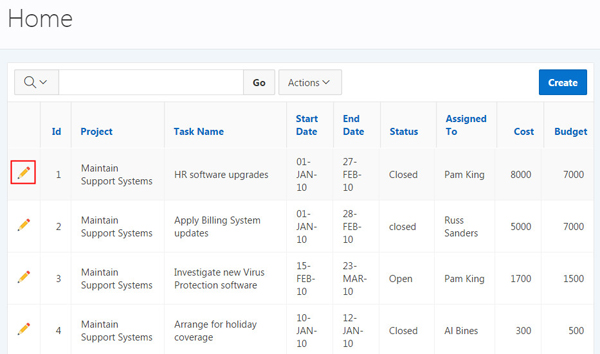 Home
Go Actions Create
Id Project Task Name Start Date End Date Status Assigned To Cost Budget
1 Maintain Support Systems HR software upgrades 01-JAN-10 27-FEB-10 Closed Pam King 8000 7000
2 Maintain Support Systems Apply Billing System updates 01-JAN-10 28-FEB-10 closed Russ Sanders 5000 7000
3 Maintain Support Systems Investigate new Virus Protection software 15-FEB-10 23-MAR-10 Open Pam King 1700 1500
4 Maintain Support Systems Arrange for holiday coverage 10-JAN-10 12-JAN-10 Closed Al Bines 300 500